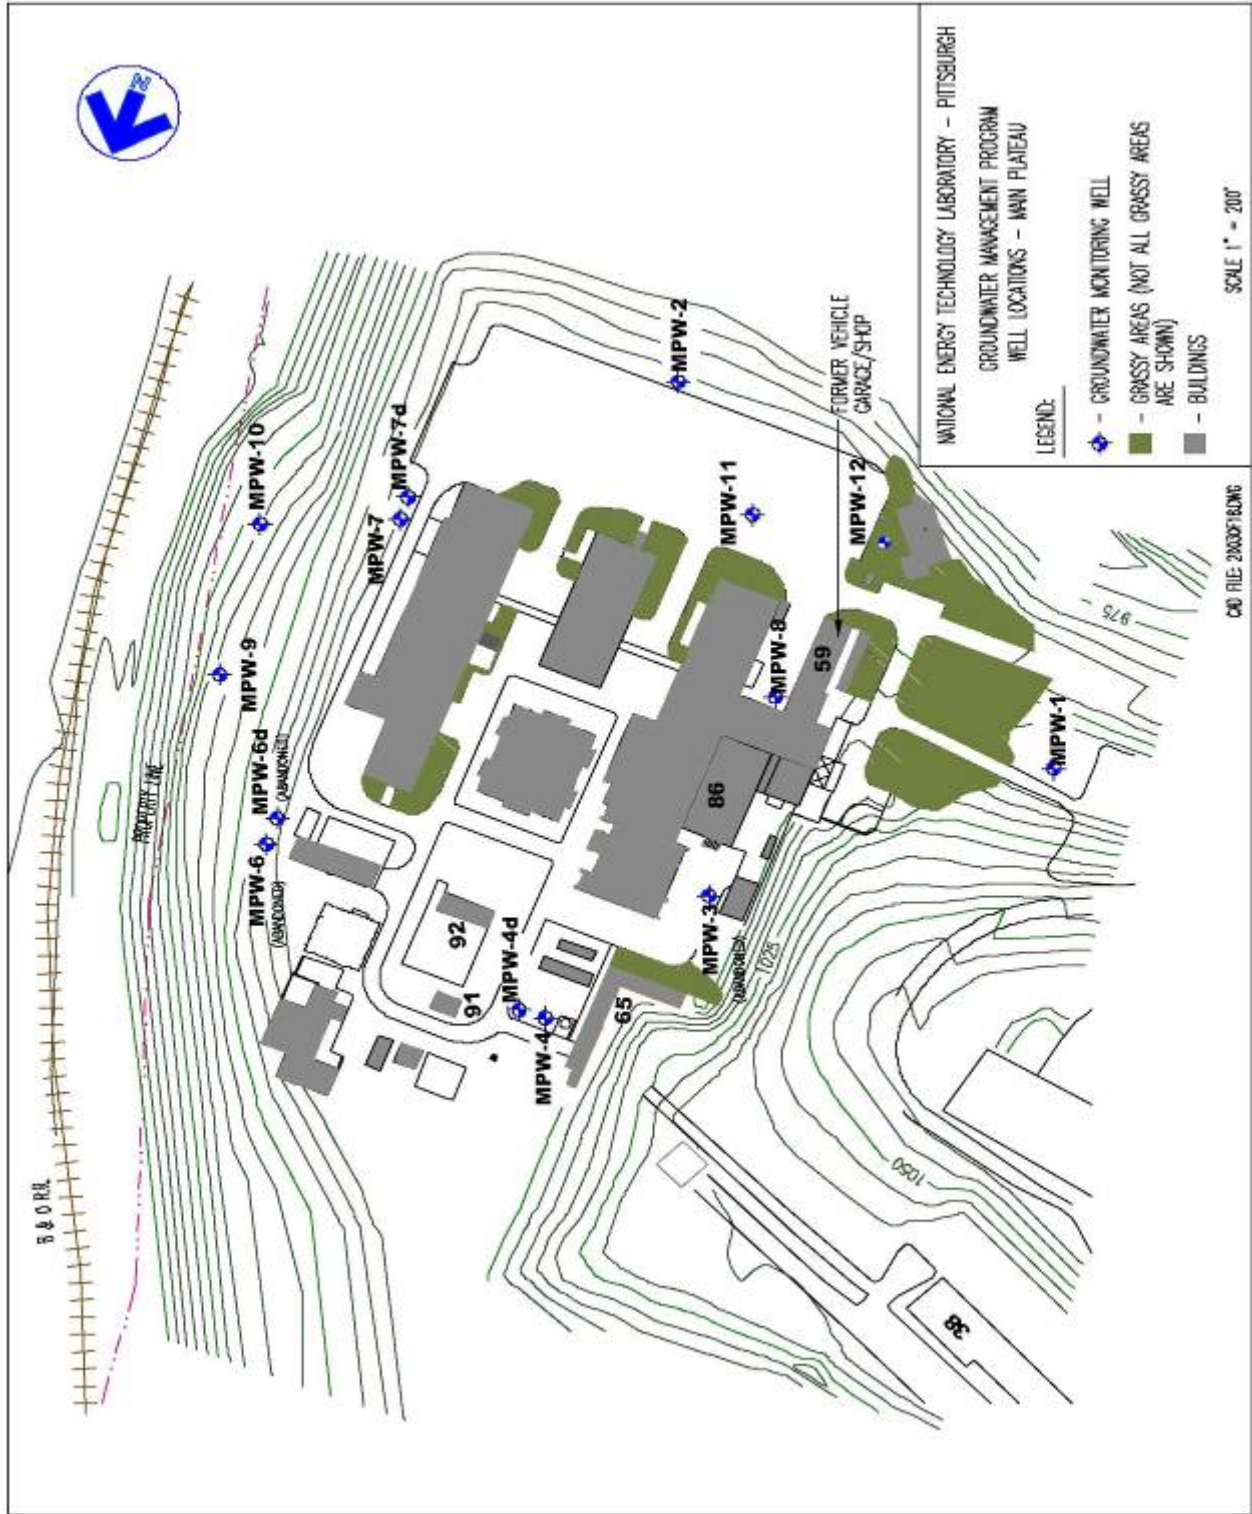 NATIONAL ENERGY TECHNOLOGY LABORATORY - PITTSBURGH
GROUNDWATER MANAGEMENT PROGRAM
WELL LOCATIONS - MAIN PLATEAU
LEGEND:
- GROUNDWATER MONITORING WELL
- GRASSY AREAS (NOT ALL GRASSY AREAS
ARE SHOWN)
- BUILDINGS
SCALE 1" = 200'
N
B & O R.R.
PROPERTY LINE
MPW-10
MPW-9
MPW-6d
(ABANDONED)
MPW-6
(ABANDONED)
MPW-7d
MPW-7
MPW-2
MPW-11
FORMER VEHICLE
GARAGE/SHOP
MPW-12
MPW-8
59
86
MPW-1
975
92
91
MPW-4d
MPW-4
65
MPW-3
(ABANDONED)
1025
1050
38
CAD FILE: